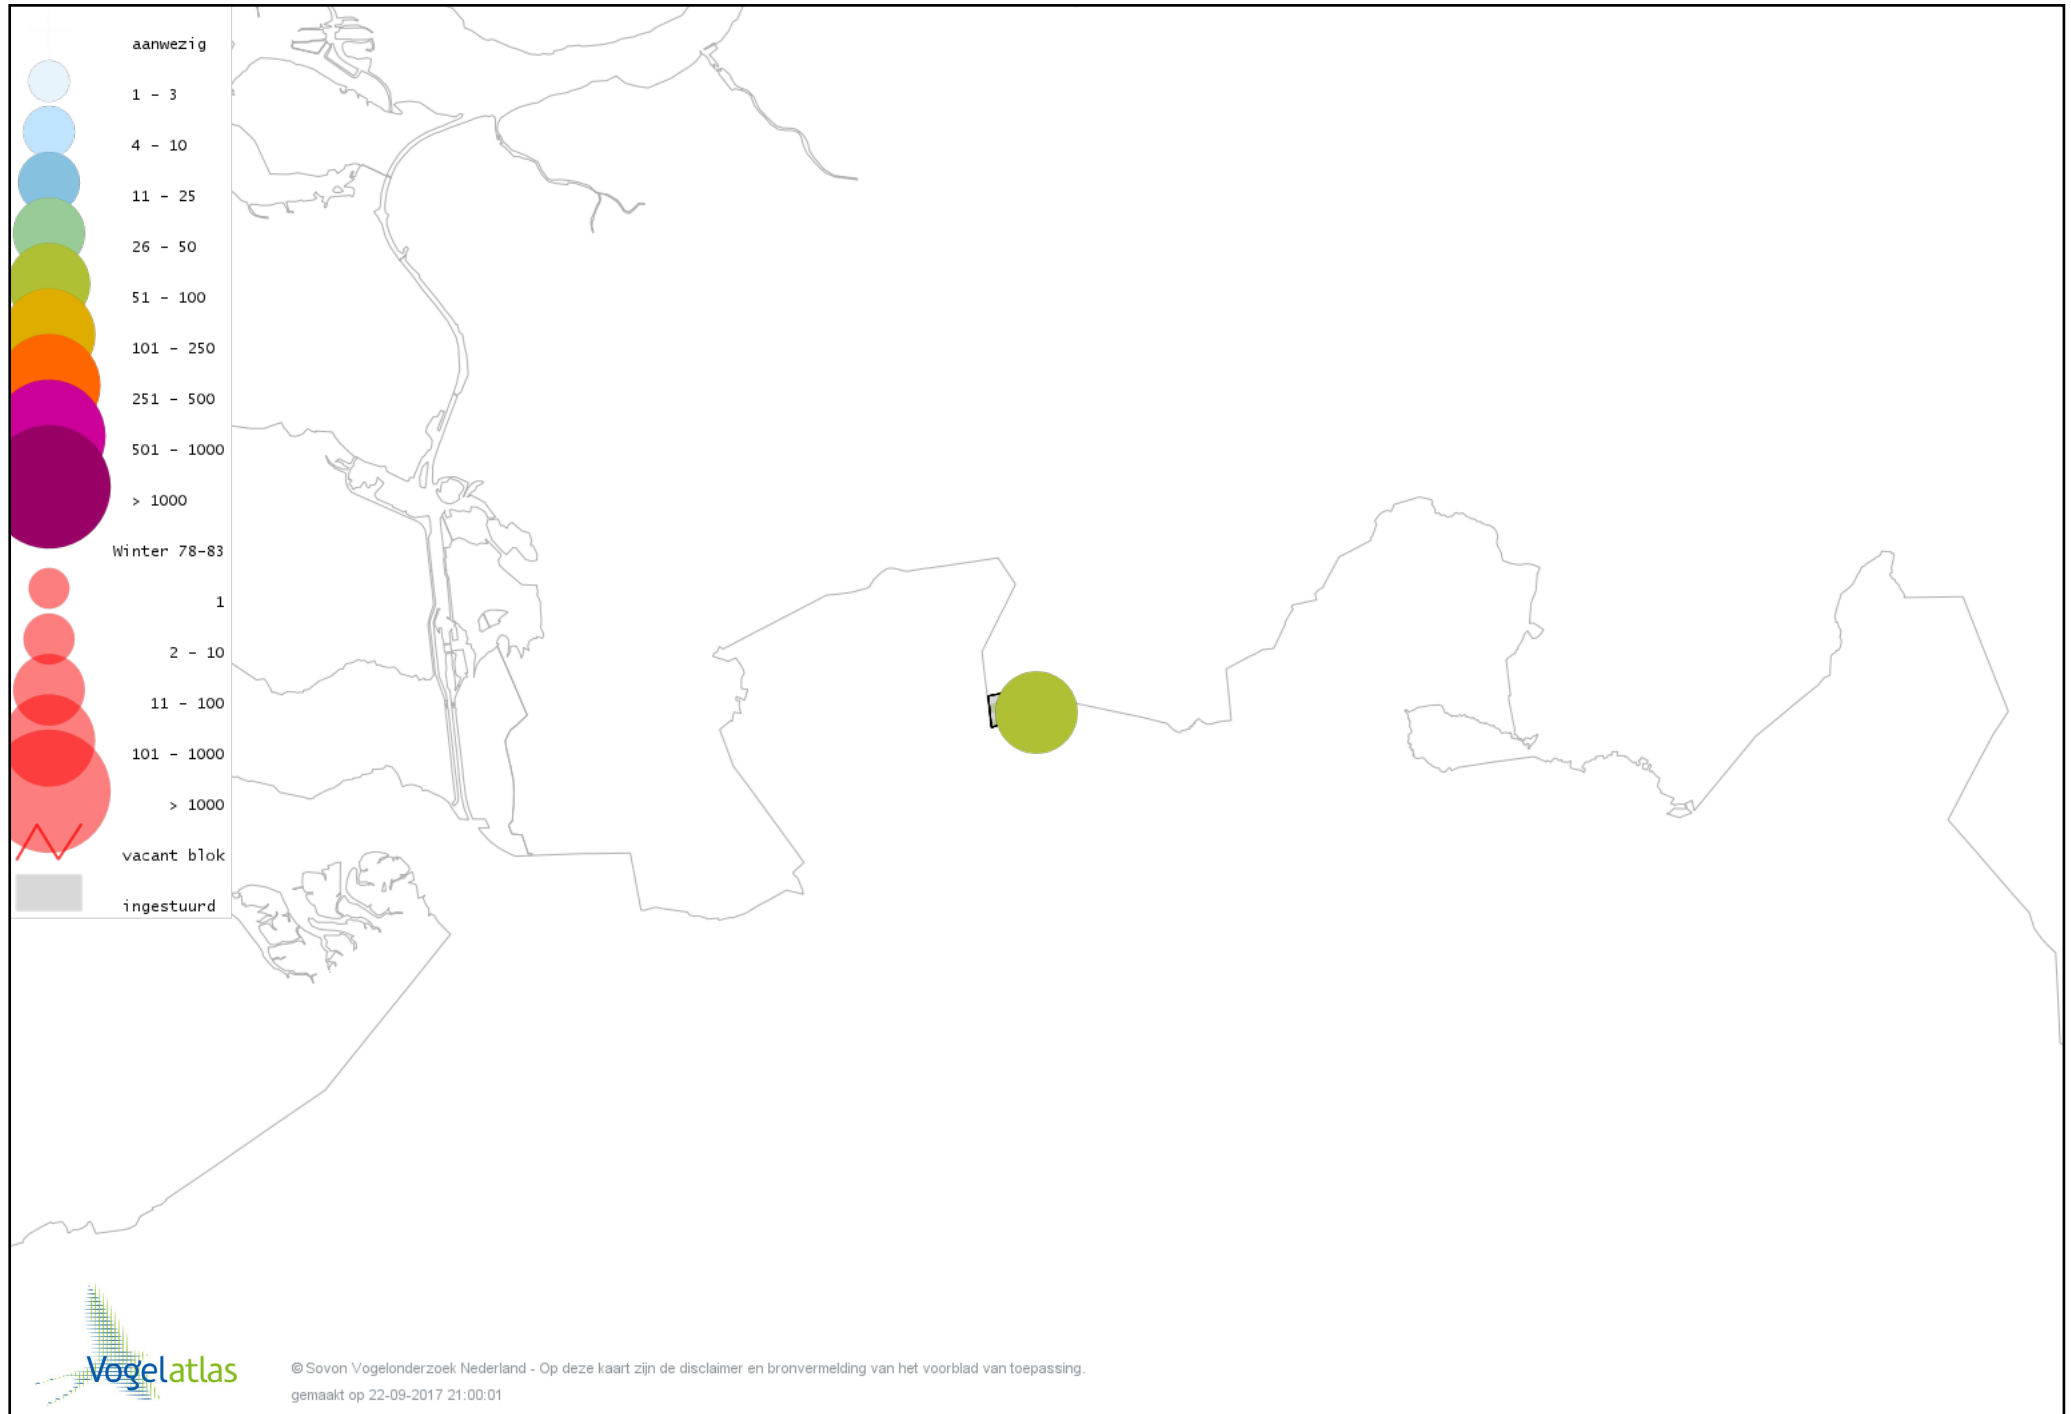 aanwezig
1 - 3
4 - 10
11 - 25
26 - 50
51 - 100
101 - 250
251 - 500
501 - 1000
> 1000
Winter 78-83
1
2 - 10
11 - 100
101 - 1000
> 1000
vacant blok
ingestuurd
Vogelatlas
© Sovon Vogelonderzoek Nederland - Op deze kaart zijn de disclaimer en bronvermelding van het voorblad van toepassing.
gemaakt op 22-09-2017 21:00:01